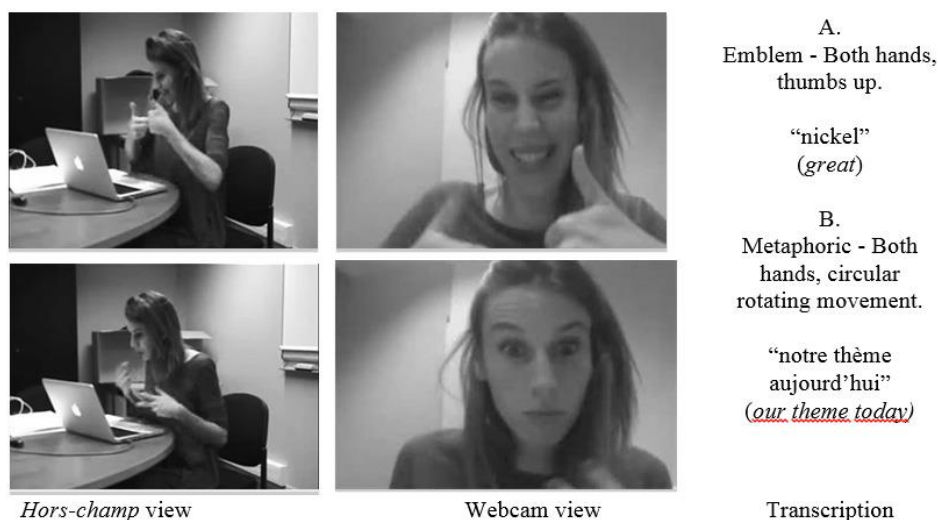 A.
Emblem - Both hands,
thumbs up.
“nickel”
(great)
B.
Metaphoric - Both
hands, circular
rotating movement.
“notre thème
aujourd’hui”
(our theme today)
Hors-champ view
Webcam view
Transcription